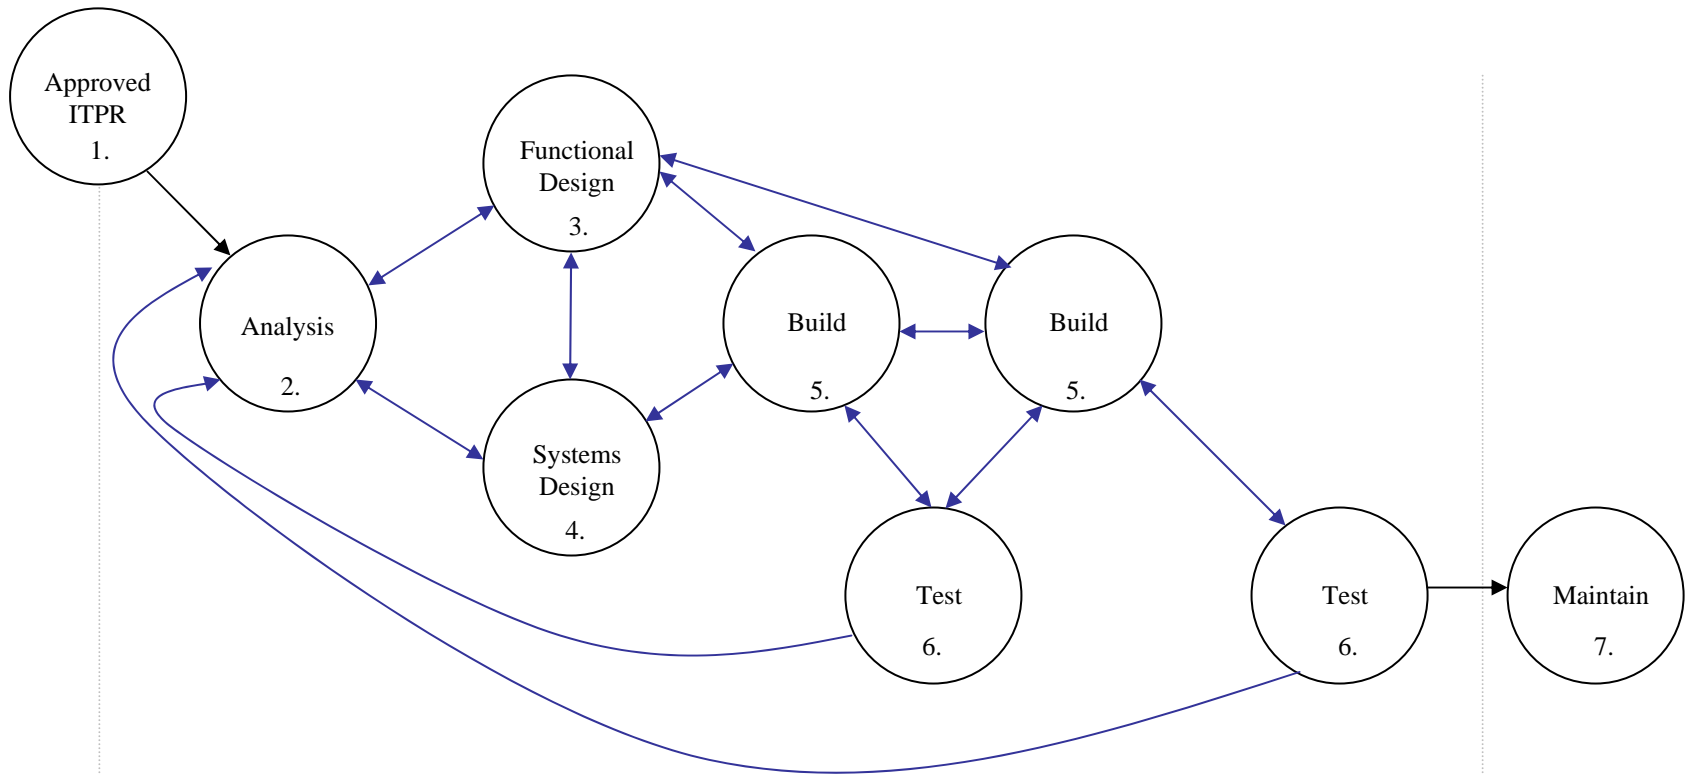 Approved
ITPR
1.
Functional
Design
3.
Analysis
2.
Build
5.
Build
5.
Systems
Design
4.
Test
6.
Test
6.
Maintain
7.